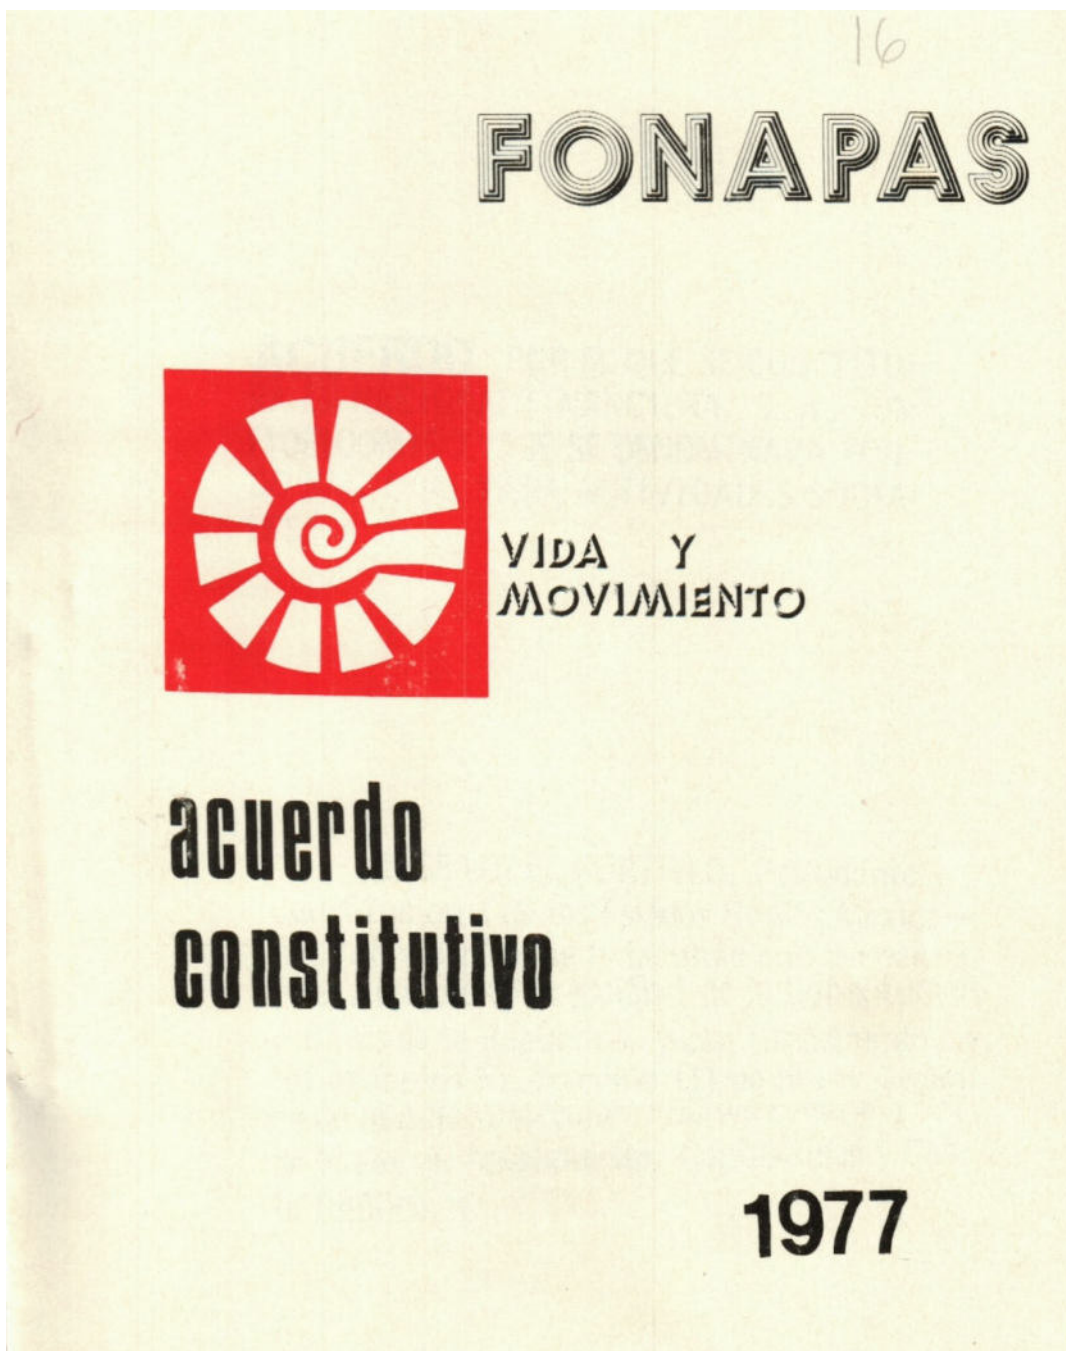 16
FONAPAS
VIDA Y
MOVIMIENTO
acuerdo
constitutivo
1977